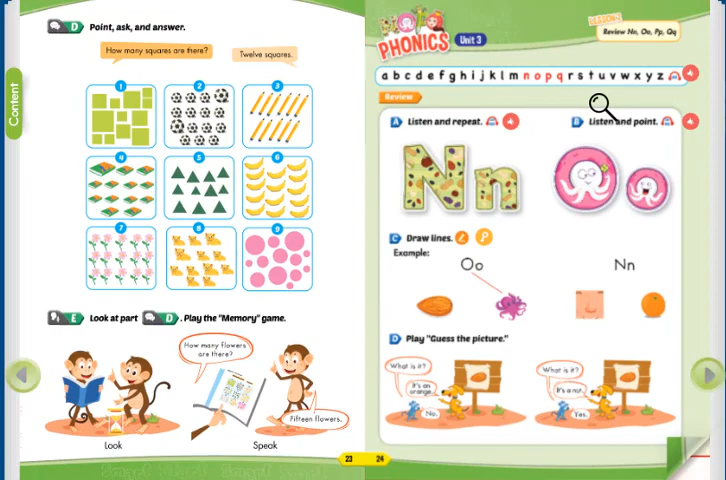 D Point, ask, and answer.
How many squares are there?
Twelve squares.
1
2
3
4
5
6
7
8
9
E Look at part D. Play the "Memory" game.
How many flowers
are there?
Fifteen flowers.
Look
Speak
23
Content
PHONICS
Unit 3
Review Nn, Oo, Pp, Qq
a b c d e f g h i j k l m n o p q r s t u v w x y z
Review
A Listen and repeat.
B Listen and point.
Nn
C Draw lines.
Example:
Oo
Nn
D Play "Guess the picture."
What is it?
It's an
orange.
No.
What is it?
It's a nut.
Yes.
24